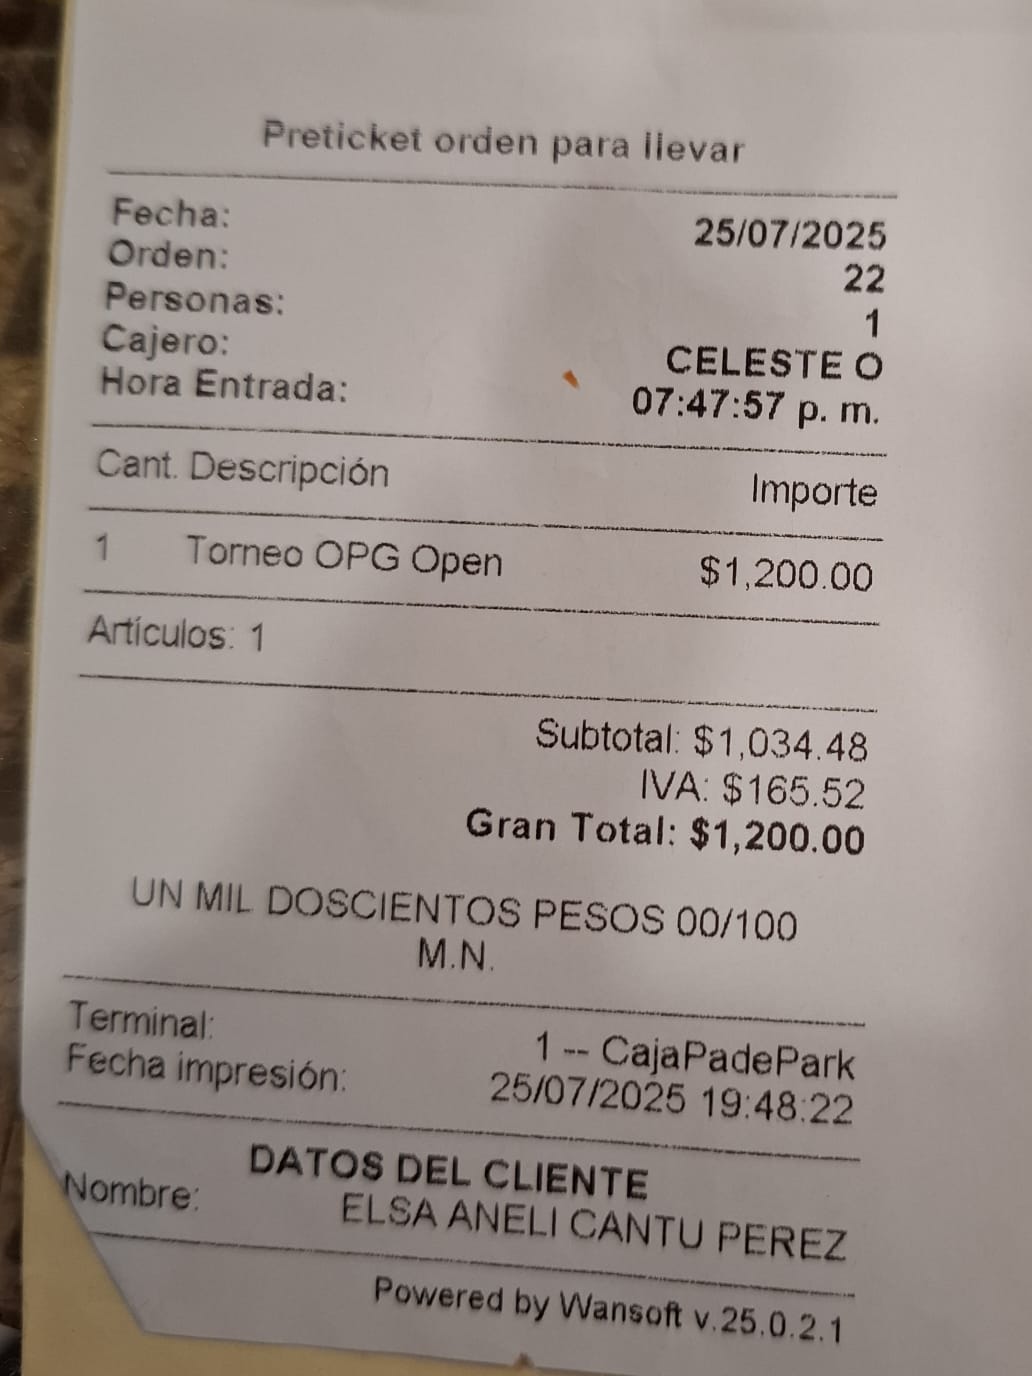 Preticket orden para llevar
Fecha: 25/07/2025
Orden: 22
Personas: 1
Cajero: CELESTE O
Hora Entrada: 07:47:57 p. m.
Cant. Descripción Importe
1 Torneo OPG Open $1,200.00
Artículos: 1
Subtotal: $1,034.48
IVA: $165.52
Gran Total: $1,200.00
UN MIL DOSCIENTOS PESOS 00/100
M.N.
Terminal: 1 -- CajaPadePark
Fecha impresión: 25/07/2025 19:48:22
DATOS DEL CLIENTE
Nombre: ELSA ANELI CANTU PEREZ
Powered by Wansoft v.25.0.2.1